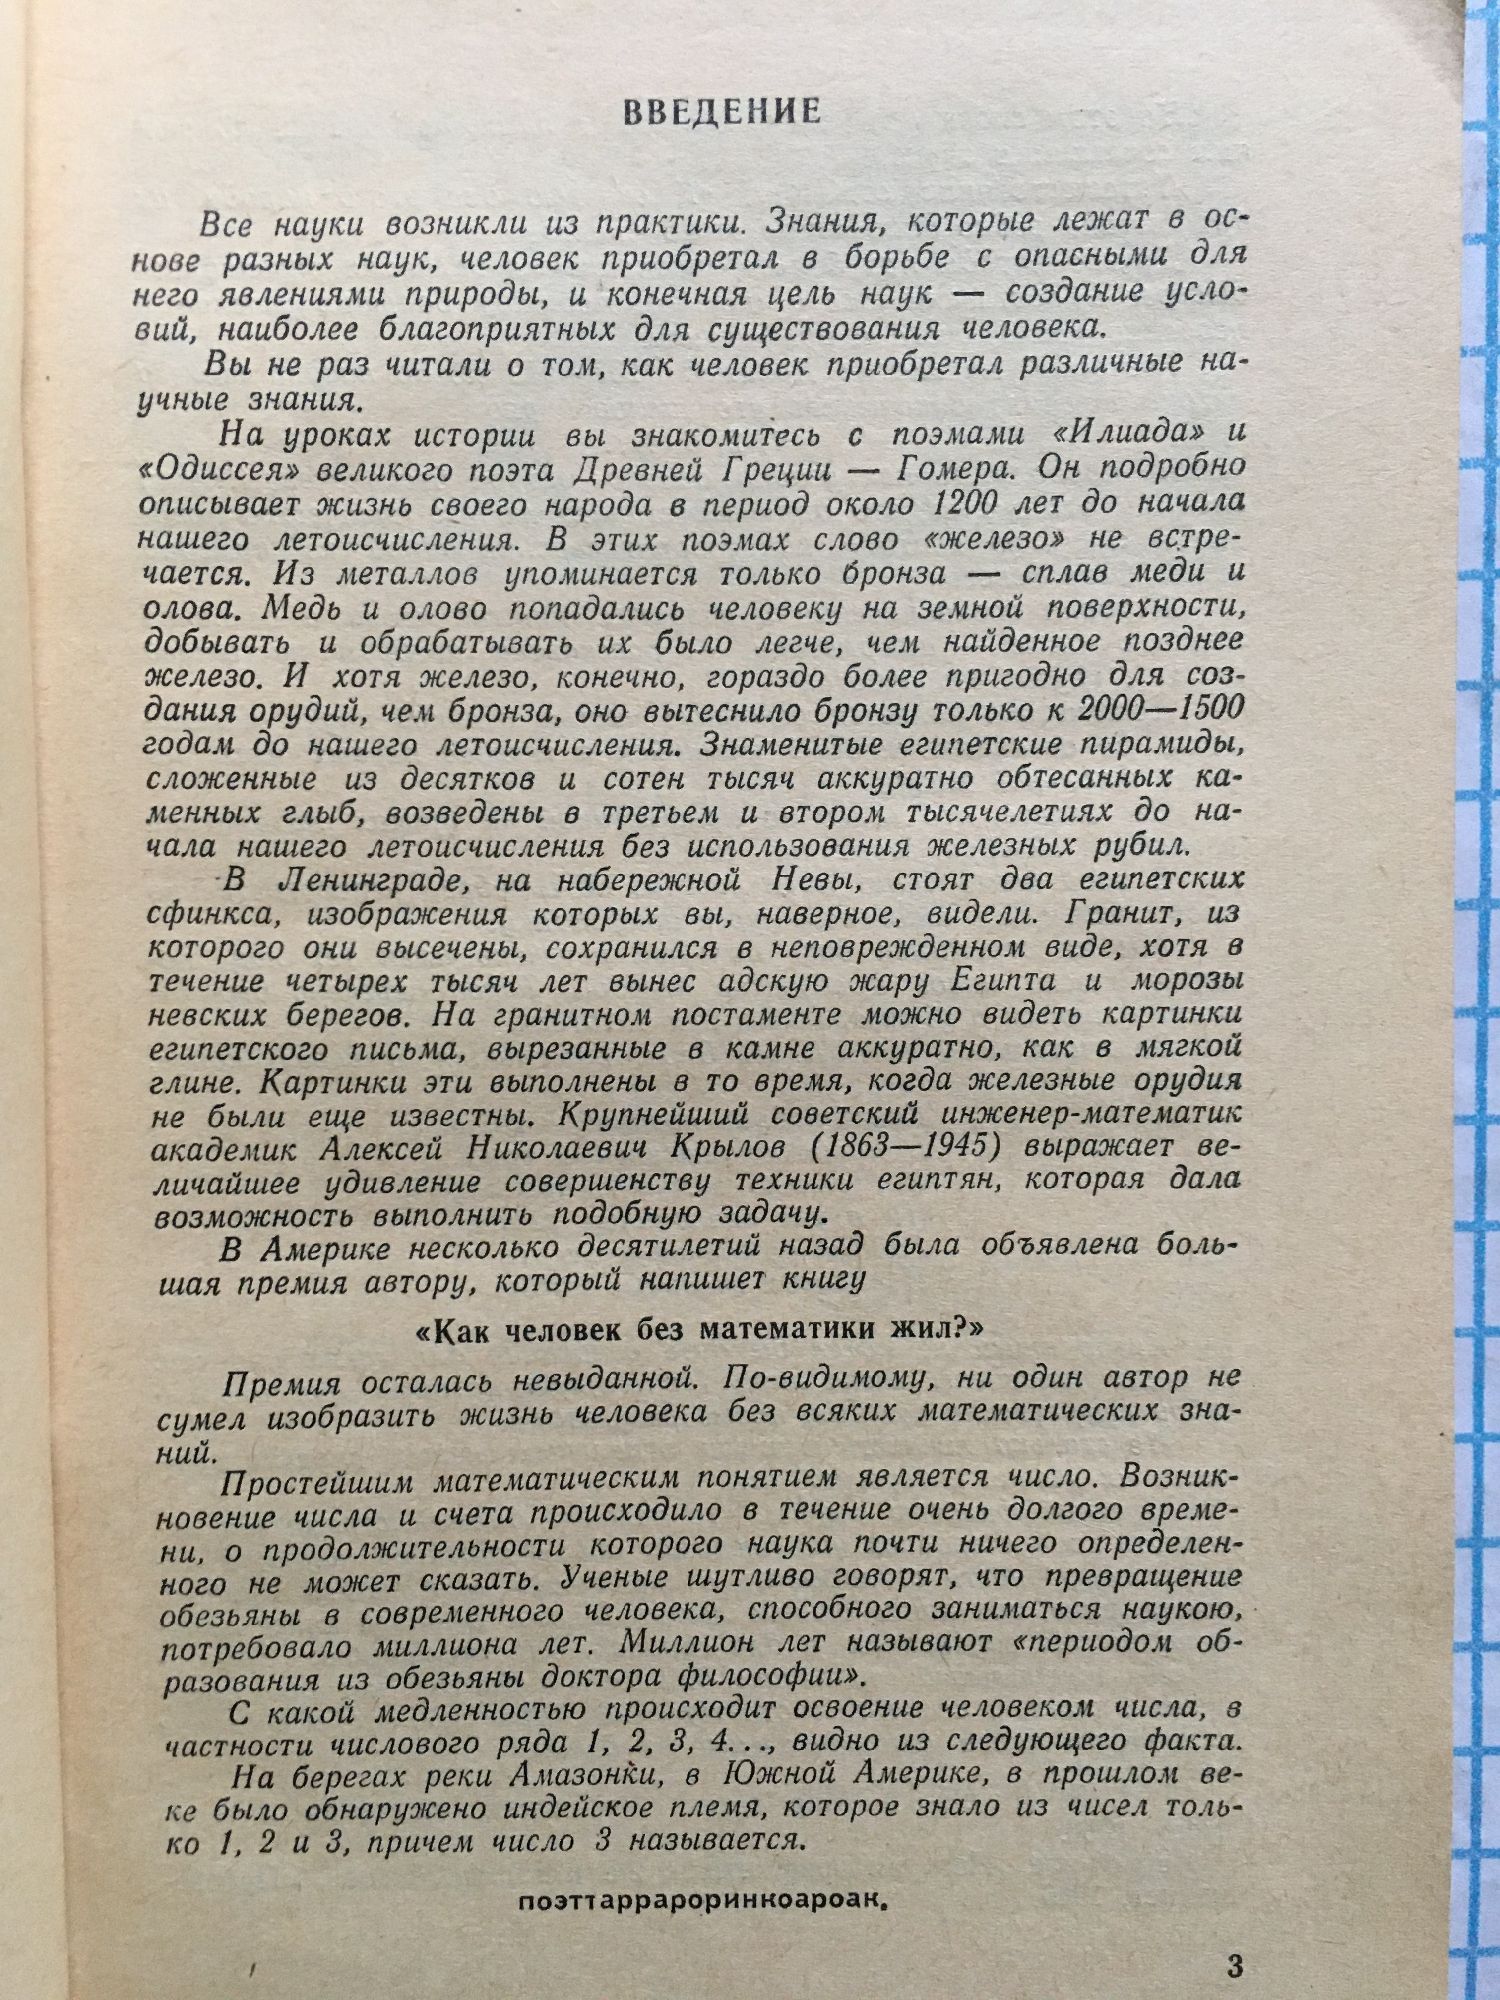 ВВЕДЕНИЕ
Все науки возникли из практики. Знания, которые лежат в ос-
нове разных наук, человек приобретал в борьбе с опасными для
него явлениями природы, и конечная цель наук — создание усло-
вий, наиболее благоприятных для существования человека.
Вы не раз читали о том, как человек приобретал различные на-
учные знания.
На уроках истории вы знакомитесь с поэмами «Илиада» и
«Одиссея» великого поэта Древней Греции — Гомера. Он подробно
описывает жизнь своего народа в период около 1200 лет до начала
нашего летоисчисления. В этих поэмах слово «железо» не встре-
чается. Из металлов упоминается только бронза — сплав меди и
олова. Медь и олово попадались человеку на земной поверхности,
добывать и обрабатывать их было легче, чем найденное позднее
железо. И хотя железо, конечно, гораздо более пригодно для соз-
дания орудий, чем бронза, оно вытеснило бронзу только к 2000—1500
годам до нашего летоисчисления. Знаменитые египетские пирамиды,
сложенные из десятков и сотен тысяч аккуратно обтесанных ка-
менных глыб, возведены в третьем и втором тысячелетиях до на-
чала нашего летоисчисления без использования железных рубил.
В Ленинграде, на набережной Невы, стоят два египетских
сфинкса, изображения которых вы, наверное, видели. Гранит, из
которого они высечены, сохранился в неповрежденном виде, хотя в
течение четырех тысяч лет вынес адскую жару Египта и морозы
невских берегов. На гранитном постаменте можно видеть картинки
египетского письма, вырезанные в камне аккуратно, как в мягкой
глине. Картинки эти выполнены в то время, когда железные орудия
не были еще известны. Крупнейший советский инженер-математик
академик Алексей Николаевич Крылов (1863—1945) выражает ве-
личайшее удивление совершенству техники египтян, которая дала
возможность выполнить подобную задачу.
В Америке несколько десятилетий назад была объявлена боль-
шая премия автору, который напишет книгу
«Как человек без математики жил?»
Премия осталась невыданной. По-видимому, ни один автор не
сумел изобразить жизнь человека без всяких математических зна-
ний.
Простейшим математическим понятием является число. Возник-
новение числа и счета происходило в течение очень долгого време-
ни, о продолжительности которого наука почти ничего определен-
ного не может сказать. Ученые шутливо говорят, что превращение
обезьяны в современного человека, способного заниматься наукою,
потребовало миллиона лет. Миллион лет называют «периодом об-
разования из обезьяны доктора философии».
С какой медленностью происходит освоение человеком числа, в
частности числового ряда 1, 2, 3, 4..., видно из следующего факта.
На берегах реки Амазонки, в Южной Америке, в прошлом ве-
ке было обнаружено индейское племя, которое знало из чисел толь-
ко 1, 2 и 3, причем число 3 называется.
поэттаррароринкоароак.
3